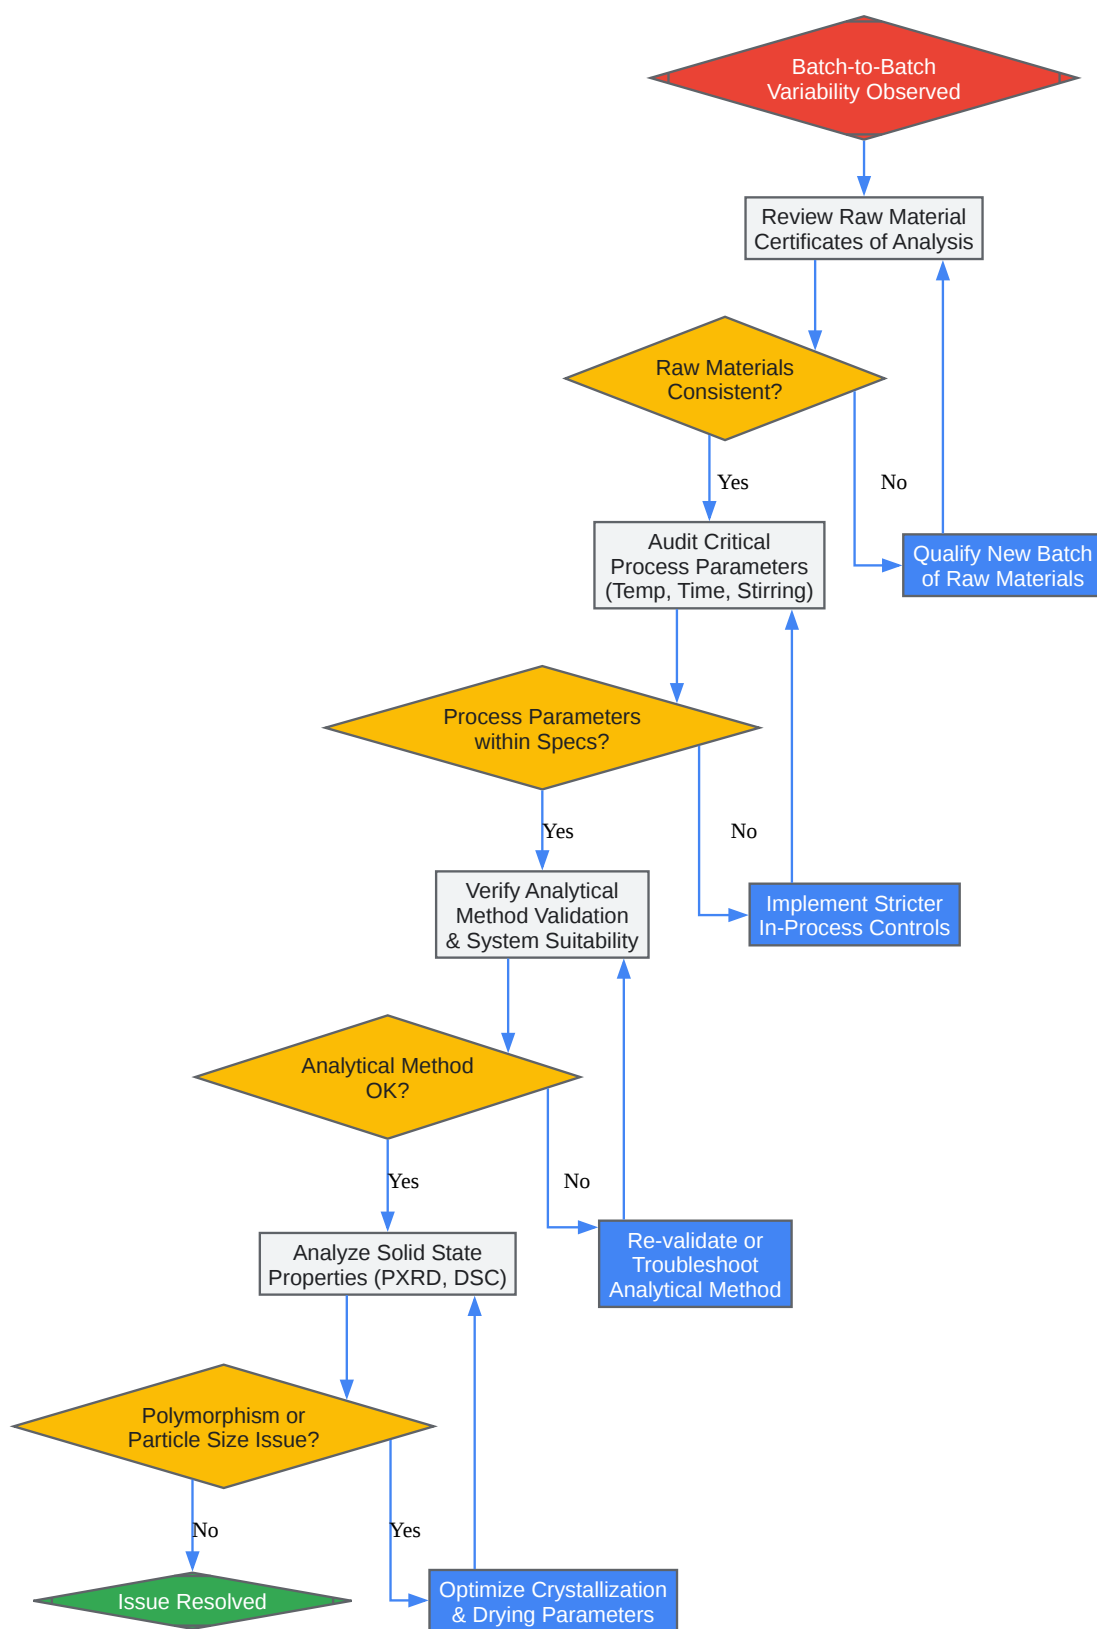 Batch-to-Batch
Variability Observed
Review Raw Material
Certificates of Analysis
Raw Materials
Consistent?
Yes
No
Audit Critical
Process Parameters
(Temp, Time, Stirring)
Qualify New Batch
of Raw Materials
Process Parameters
within Specs?
Yes
No
Verify Analytical
Method Validation
& System Suitability
Implement Stricter
In-Process Controls
Analytical Method
OK?
Yes
No
Analyze Solid State
Properties (PXRD, DSC)
Re-validate or
Troubleshoot
Analytical Method
Polymorphism or
Particle Size Issue?
No
Yes
Issue Resolved
Optimize Crystallization
& Drying Parameters